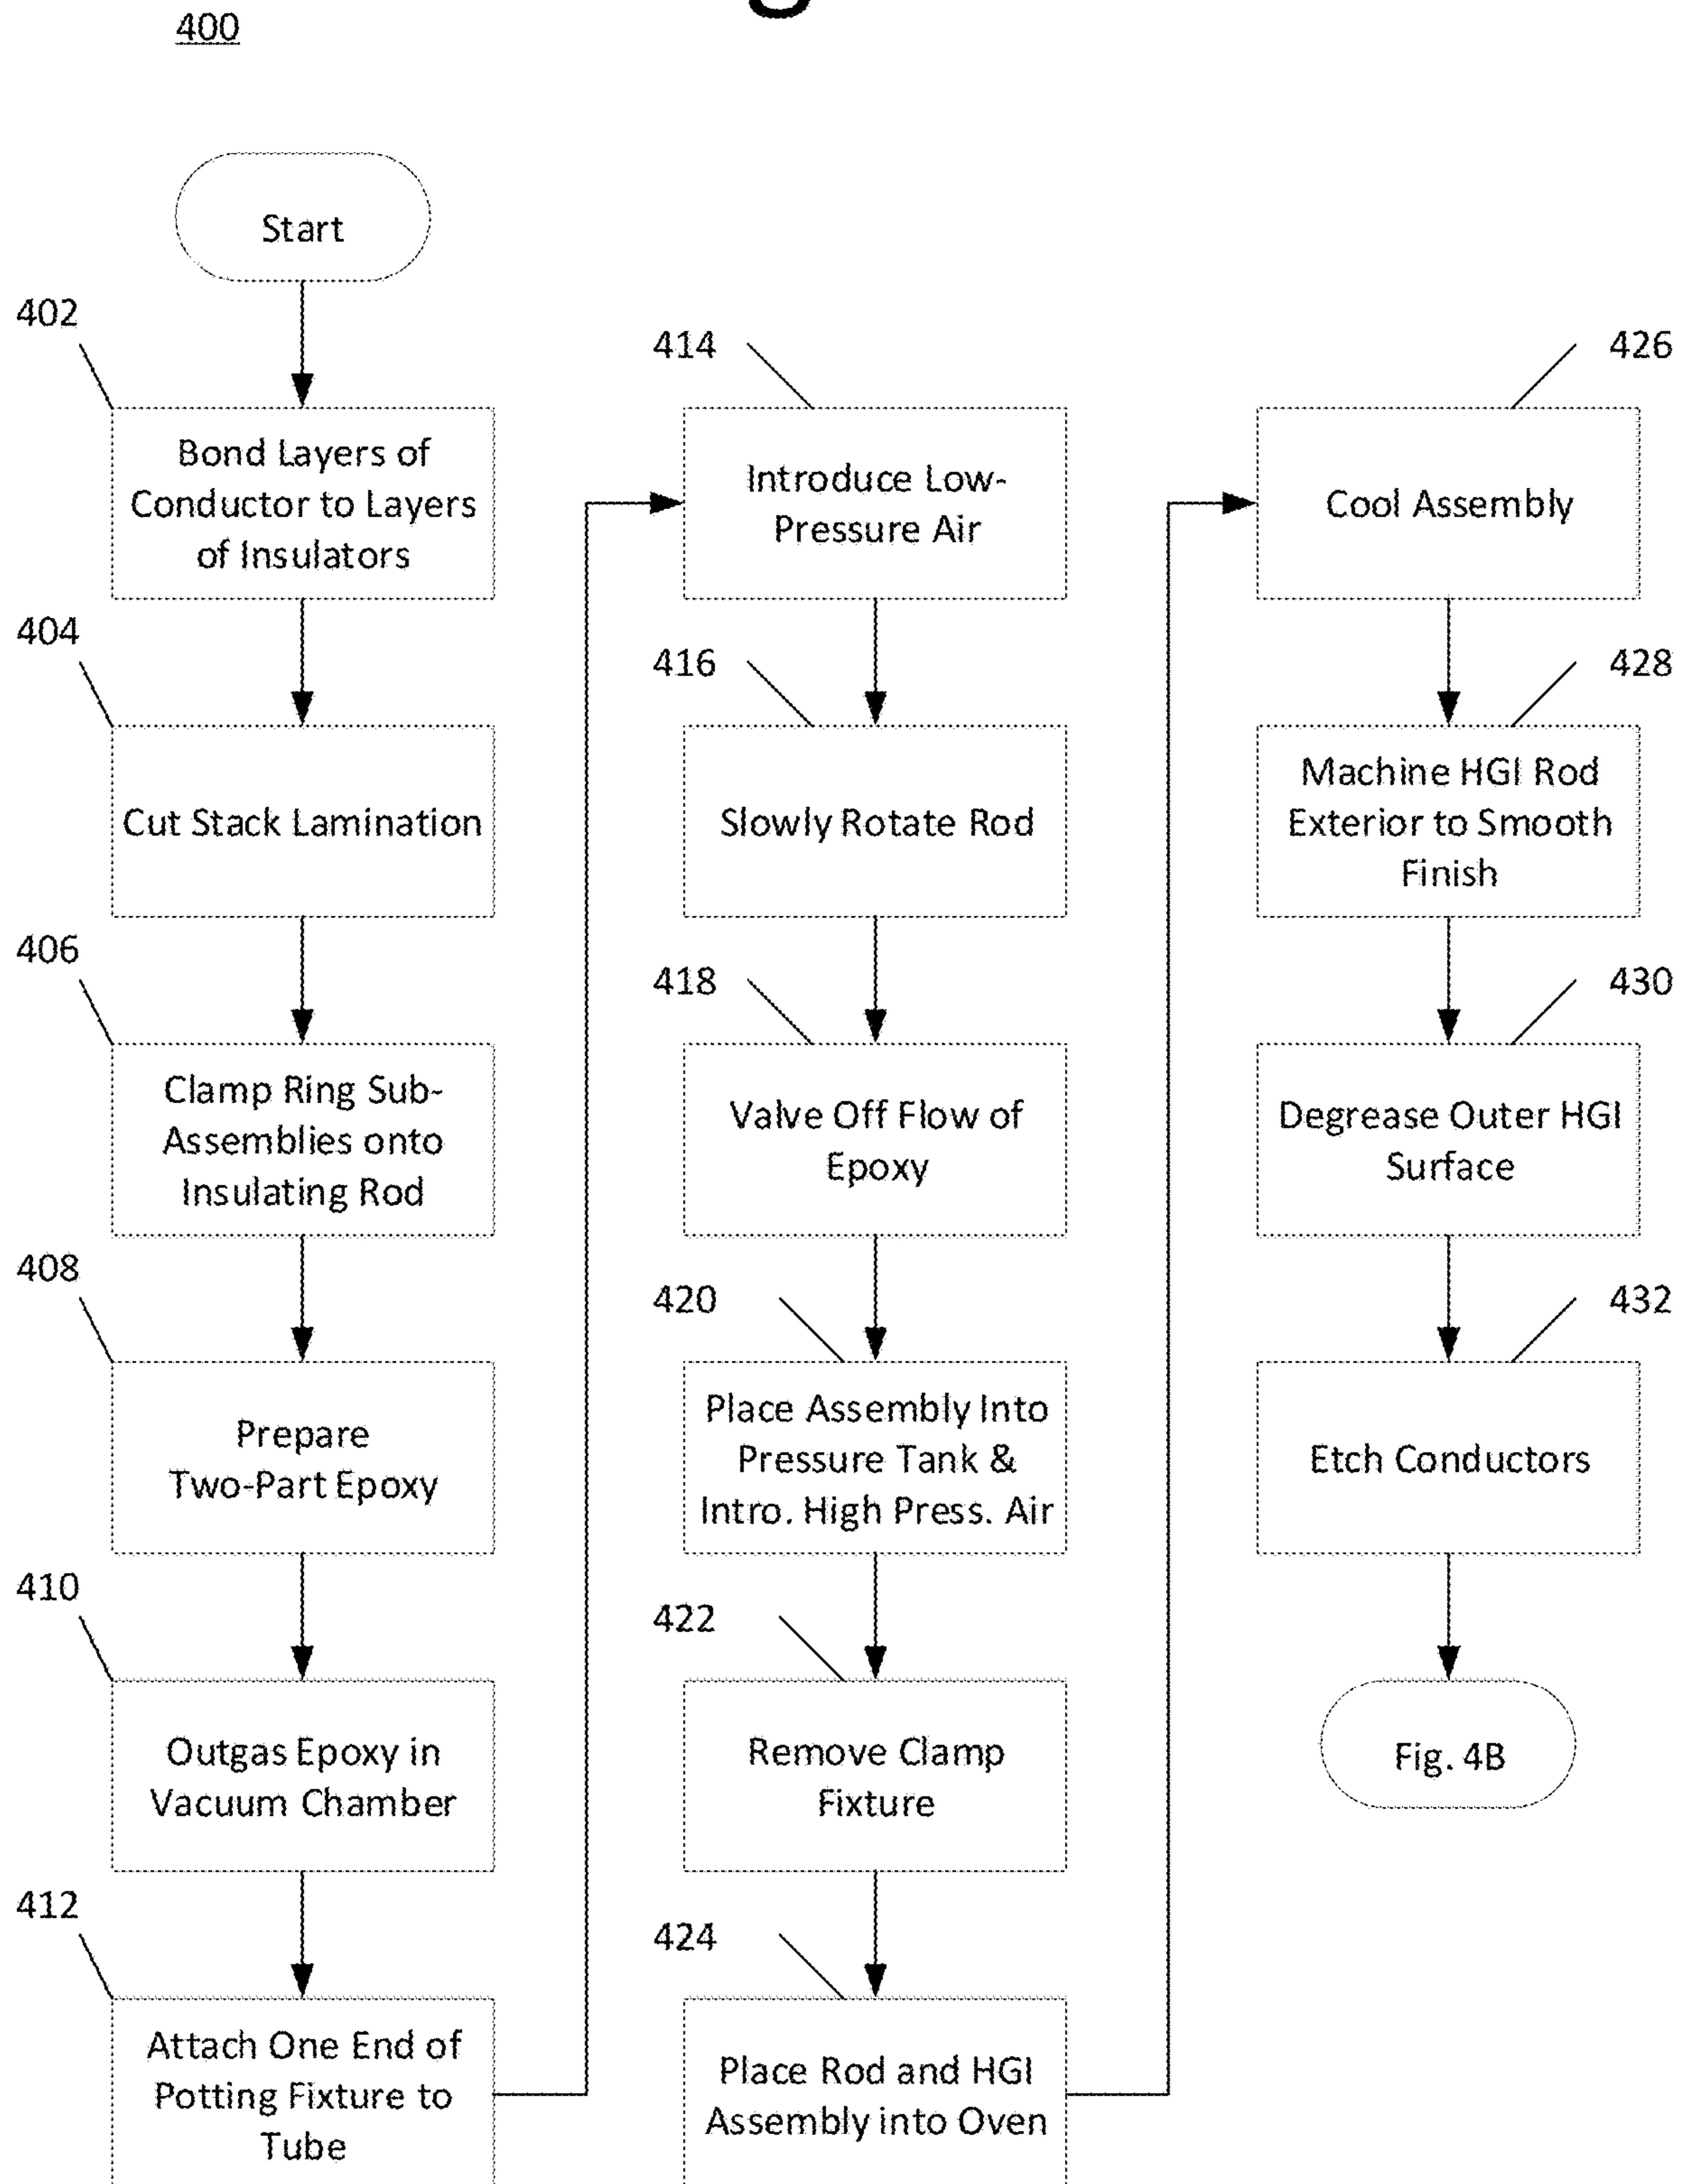 400
Start
402
Bond Layers of
Conductor to Layers
of Insulators
404
Cut Stack Lamination
406
Clamp Ring Sub-
Assemblies onto
Insulating Rod
408
Prepare
Two-Part Epoxy
410
Outgas Epoxy in
Vacuum Chamber
412
Attach One End of
Potting Fixture to
Tube
414
Introduce Low-
Pressure Air
416
Slowly Rotate Rod
418
Valve Off Flow of
Epoxy
420
Place Assembly Into
Pressure Tank &
Intro. High Press. Air
422
Remove Clamp
Fixture
424
Place Rod and HGI
Assembly into Oven
426
Cool Assembly
428
Machine HGI Rod
Exterior to Smooth
Finish
430
Degrease Outer HGI
Surface
432
Etch Conductors
Fig. 4B